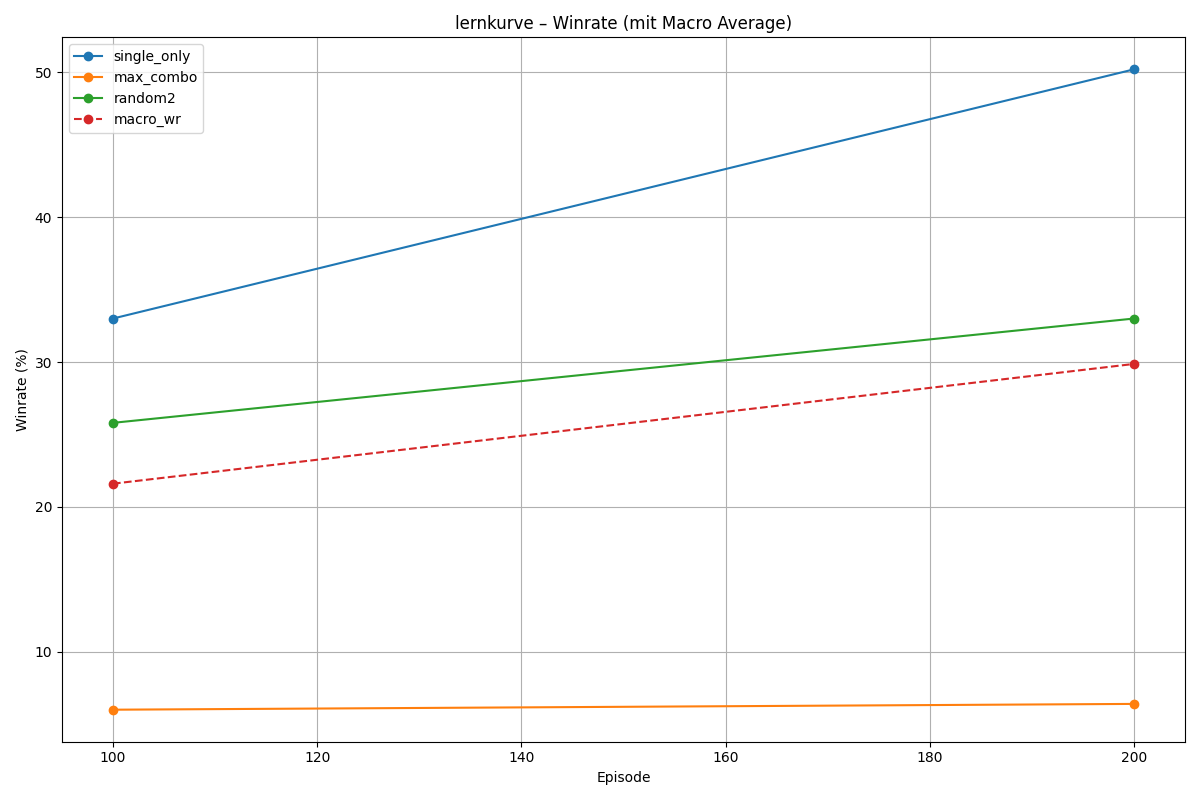 lernkurve – Winrate (mit Macro Average)
single_only
max_combo
random2
macro_wr
Winrate (%)
50
40
30
20
10
100 120 140 160 180 200
Episode